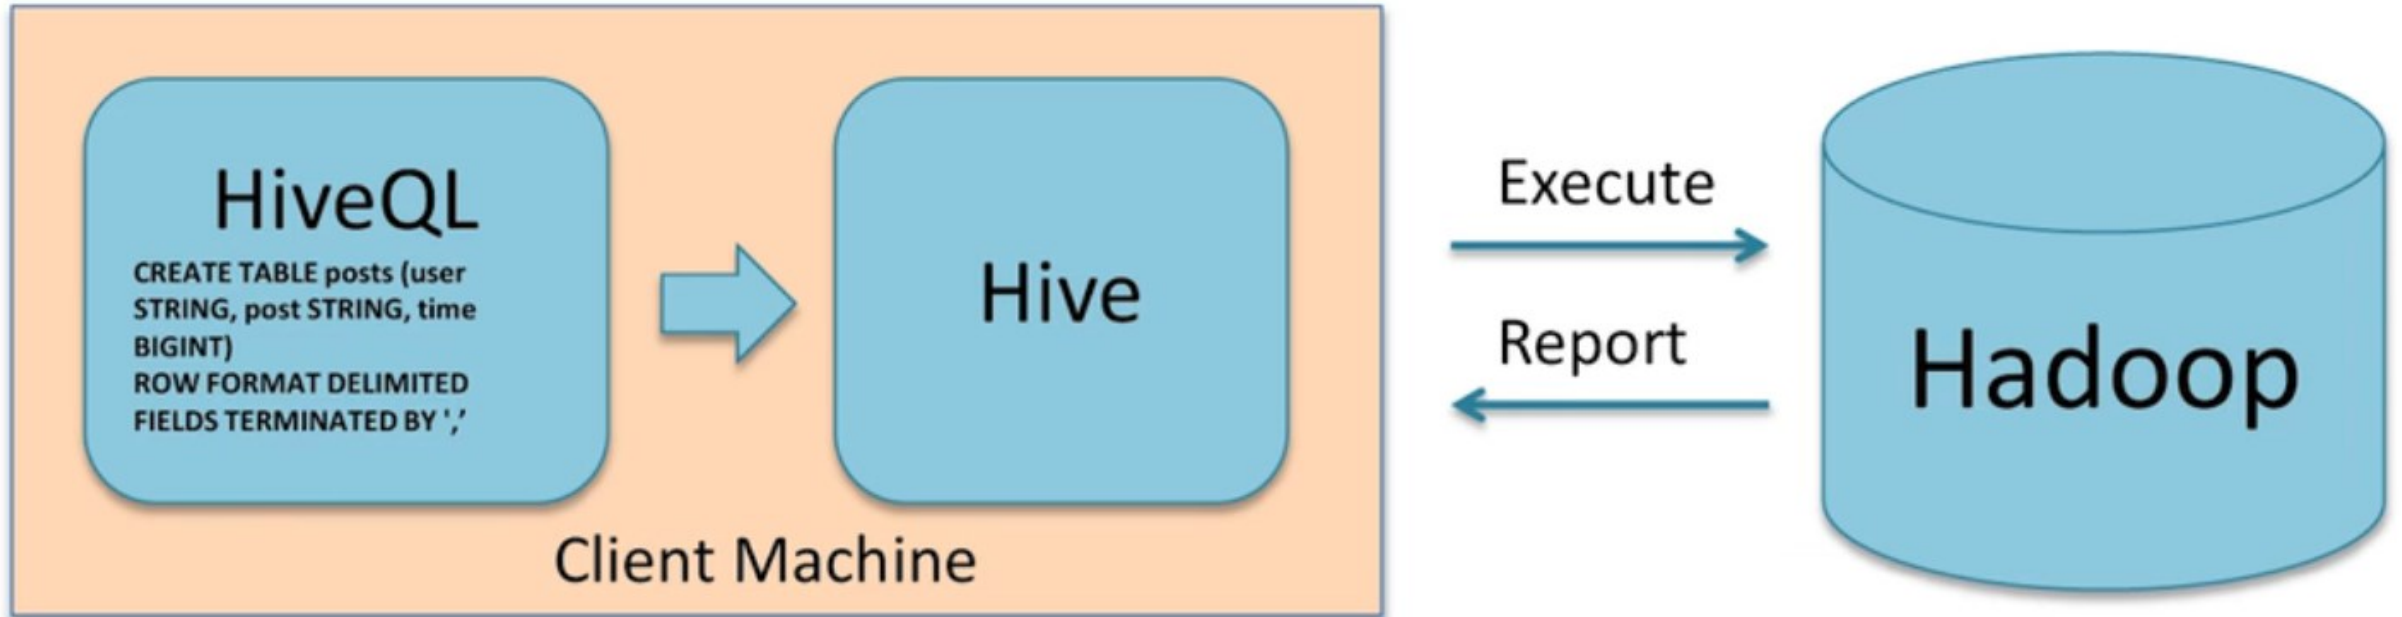 HiveQL
CREATE TABLE posts (user
STRING, post STRING, time
BIGINT)
ROW FORMAT DELIMITED
FIELDS TERMINATED BY ',’
Hive
Client Machine
Execute
Report
Hadoop